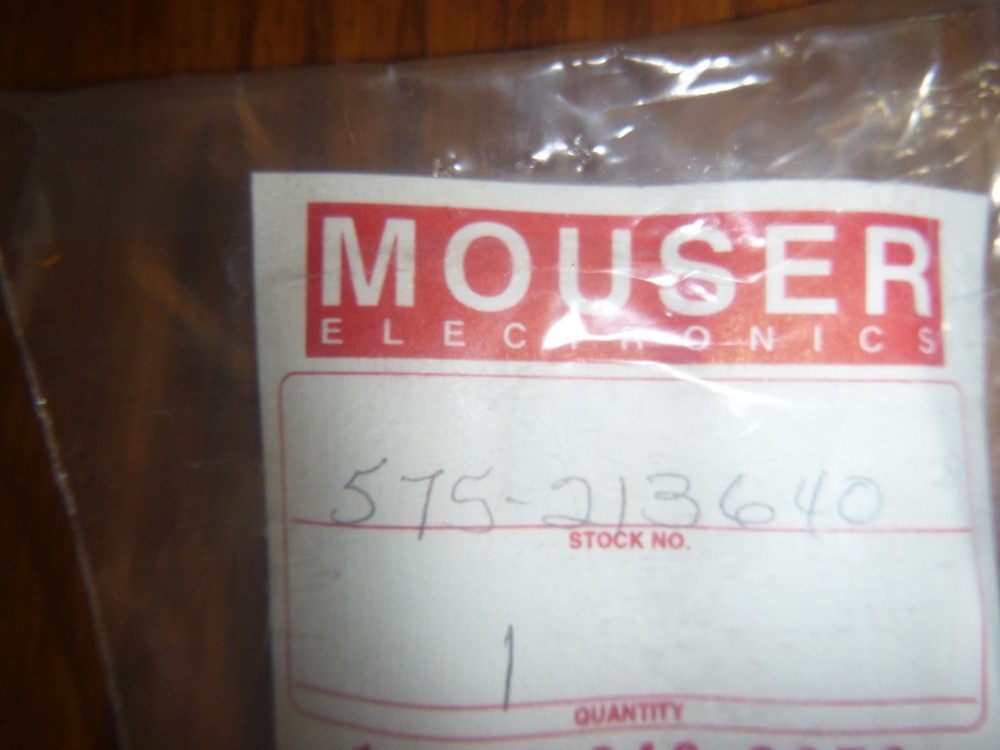 MOUSER
ELECTRONICS
575-213640
STOCK NO.
1
QUANTITY